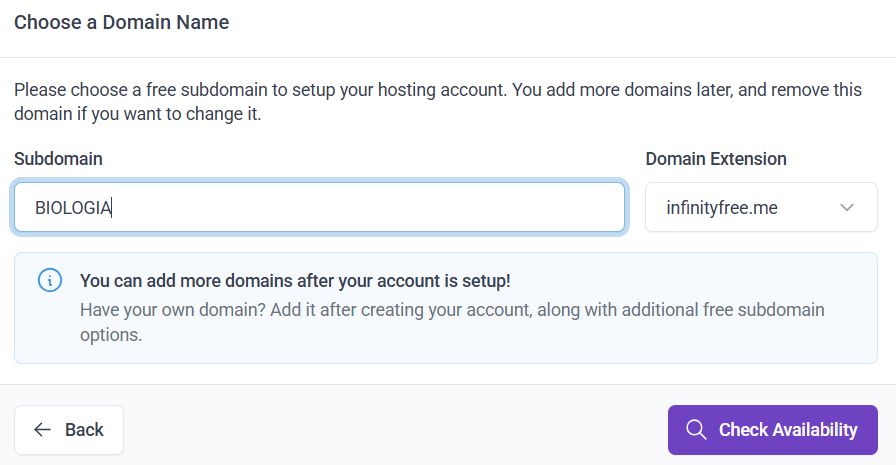 Choose a Domain Name
Please choose a free subdomain to setup your hosting account. You add more domains later, and remove this
domain if you want to change it.
Subdomain
Domain Extension
BIOLOGIA
infinityfree.me
You can add more domains after your account is setup!
Have your own domain? Add it after creating your account, along with additional free subdomain
options.
Back
Check Availability